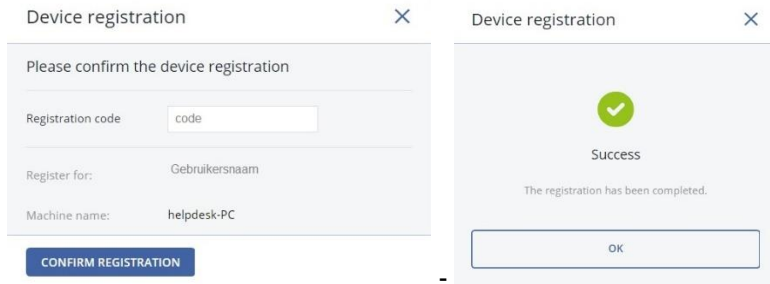 Device registration
Please confirm the device registration
Registration code code
Register for: Gebruikersnaam
Machine name: helpdesk-PC
CONFIRM REGISTRATION
-
Device registration
Success
The registration has been completed.
OK